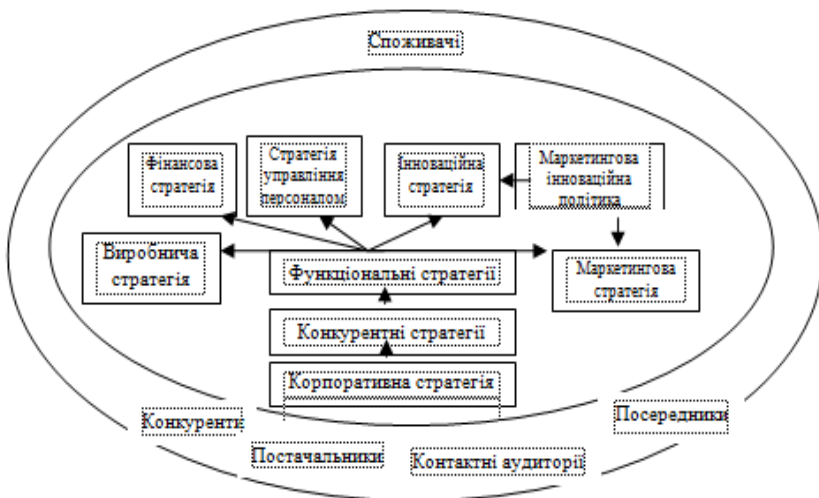 Споживачі
Фінансова
стратегія
Стратегія
управління
персоналом
Інноваційна
стратегія
Маркетингова
інноваційна
політика
Виробнича
стратегія
Функціональні стратегії
Маркетингова
стратегія
Конкурентні стратегії
Корпоративна стратегія
Конкуренти
Посередники
Постачальники
Контактні аудиторії